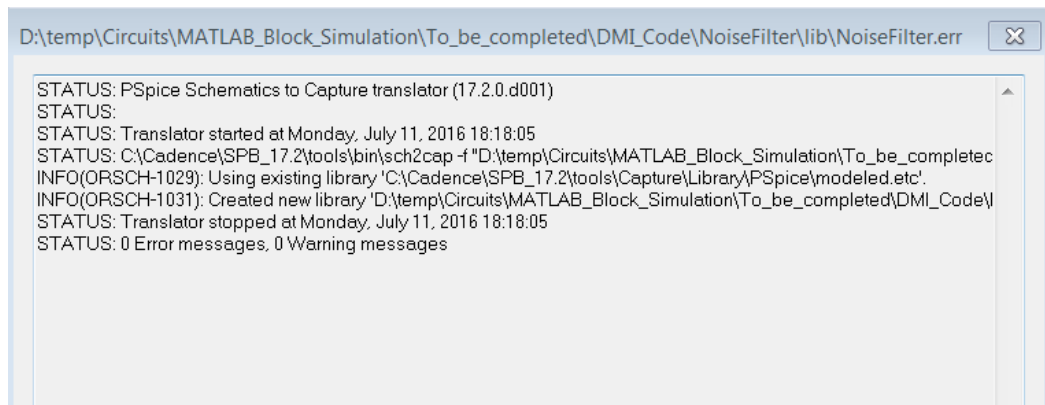 D:\temp\Circuits\MATLAB_Block_Simulation\To_be_completed\DMI_Code\NoiseFilter\lib\NoiseFilter.err
STATUS: PSpice Schematics to Capture translator (17.2.0.d001)
STATUS:
STATUS: Translator started at Monday, July 11, 2016 18:18:05
STATUS: C:\Cadence\SPB_17.2\tools\bin\sch2cap -f "D:\temp\Circuits\MATLAB_Block_Simulation\To_be_completec
INFO(ORSCH-1029): Using existing library 'C:\Cadence\SPB_17.2\tools\Capture\Library\PSpice\modeled.etc'.
INFO(ORSCH-1031): Created new library 'D:\temp\Circuits\MATLAB_Block_Simulation\To_be_completed\DMI_Code\l
STATUS: Translator stopped at Monday, July 11, 2016 18:18:05
STATUS: 0 Error messages, 0 Warning messages